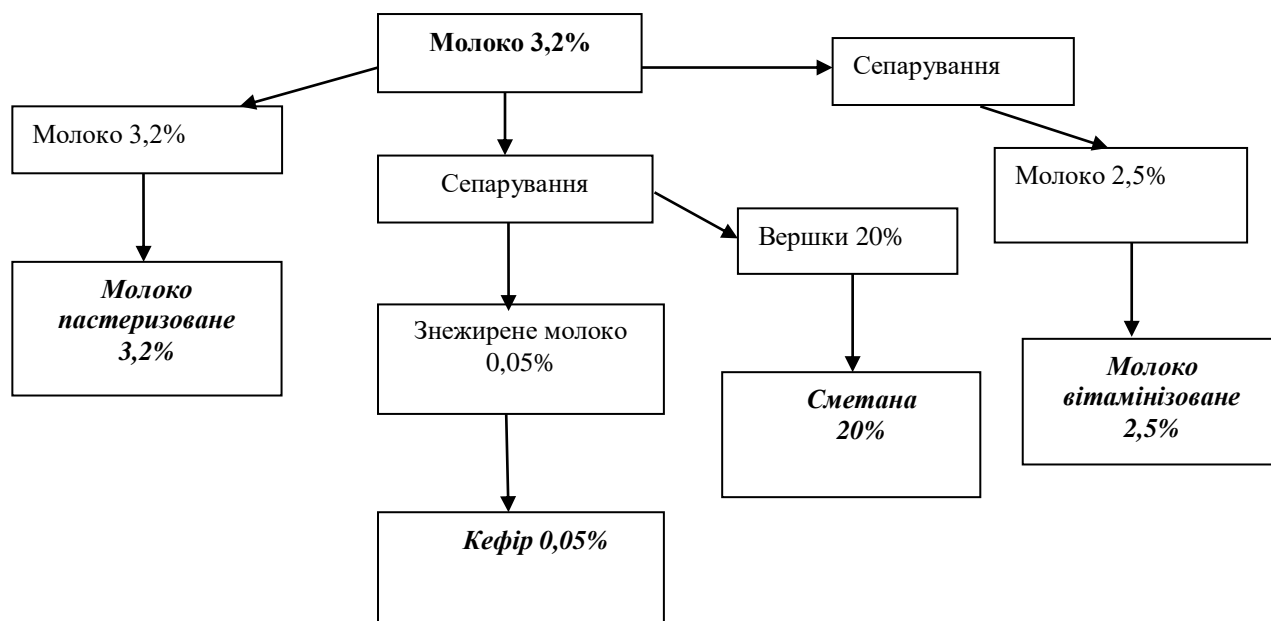 Молоко 3,2%
Сепарування
Молоко 3,2%
Сепарування
Молоко 2,5%
Вершки 20%
Молоко
пастеризоване
3,2%
Знежирене молоко
0,05%
Сметана
20%
Молоко
вітамінізоване
2,5%
Кефір 0,05%